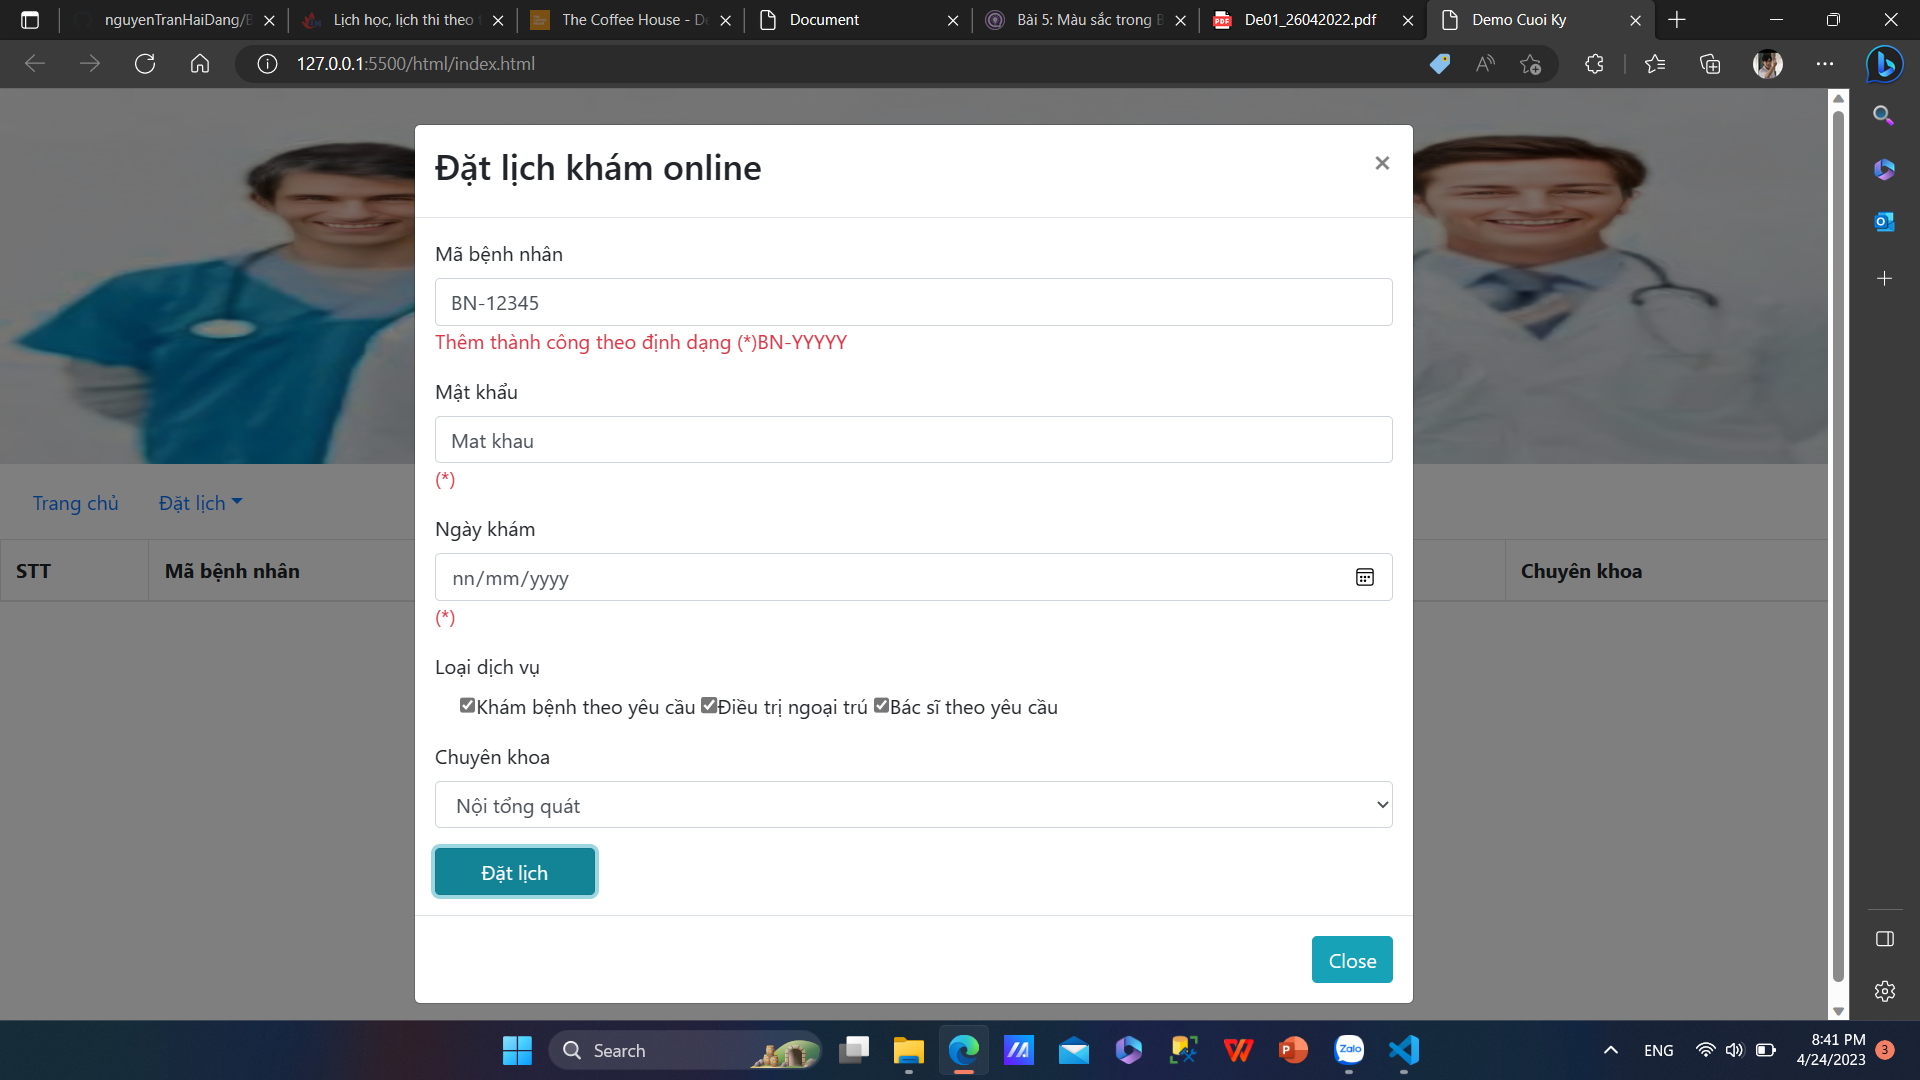 nguyenTranHaiDang/B
Lịch học, lịch thi theo t
The Coffee House - De
Document
Bài 5: Màu sắc trong B
PDF
De01_26042022.pdf
Demo Cuoi Ky
127.0.0.1:5500/html/index.html
Đặt lịch khám online
×
Mã bệnh nhân
BN-12345
Thêm thành công theo định dạng (*)BN-YYYYY
Mật khẩu
Mat khau
(*)
Trang chủ
Đặt lịch
Ngày khám
STT
Mã bệnh nhân
nn/mm/yyyy
Chuyên khoa
(*)
Loại dịch vụ
Khám bệnh theo yêu cầu Điều trị ngoại trú Bác sĩ theo yêu cầu
Chuyên khoa
Nội tổng quát
Đặt lịch
Close
Search
Zalo
ENG
8:41 PM
4/24/2023
3